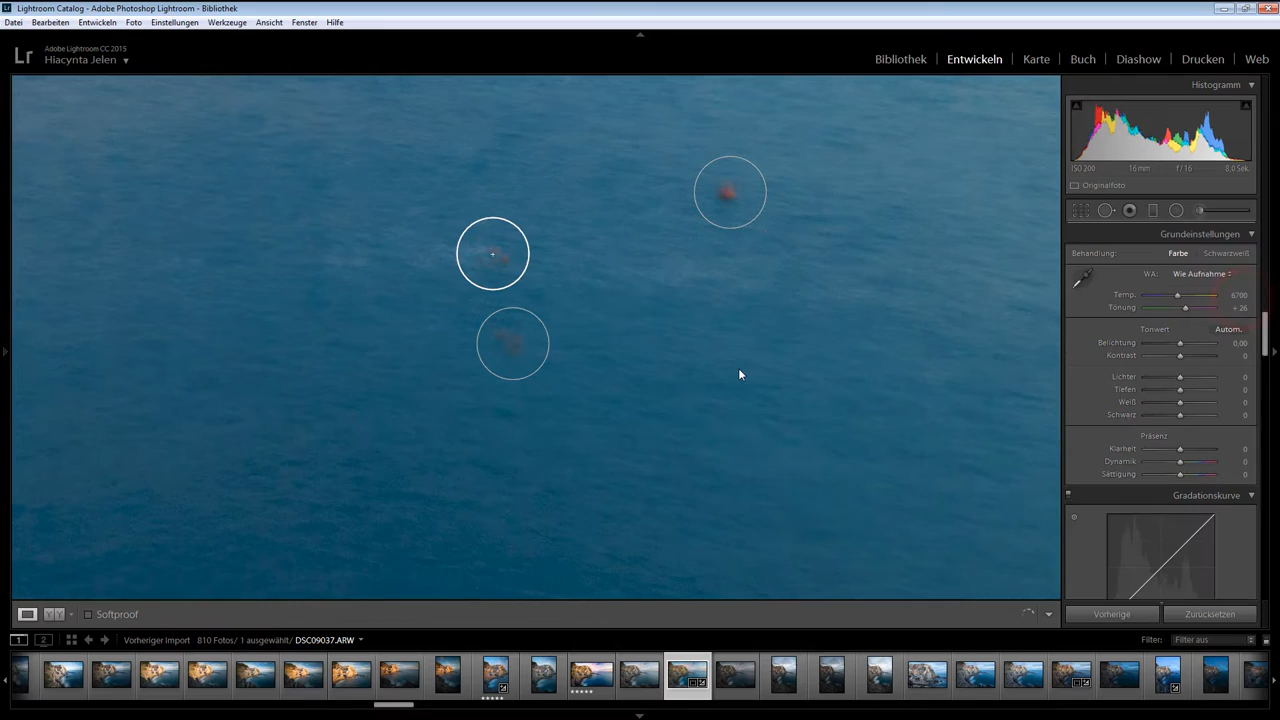 Lightroom Catalog - Adobe Photoshop Lightroom - Bibliothek
Datei Bearbeiten Entwickeln Foto Einstellungen Werkzeuge Ansicht Fenster Hilfe
Lr
Adobe Lightroom CC 2015
Hiacynta Jelen
Bibliothek Entwickeln Karte Buch Diashow Drucken Web
Histogramm
ISO 200 16 mm f / 16 8,0 Sek.
Originalfoto
Grundeinstellungen
Behandlung: Farbe Schwarzweiß
WA: Wie Aufnahme
Temp. 6700
Tönung + 26
Tonwert Autom.
Belichtung 0,00
Kontrast 0
Lichter 0
Tiefen 0
Weiß 0
Schwarz 0
Präsenz
Klarheit 0
Dynamik 0
Sättigung 0
Gradationskurve
Softproof
Vorherige Zurücksetzen
1 2 Vorheriger Import 810 Fotos/ 1 ausgewählt/ DSC09037.ARW Filter: Filter aus